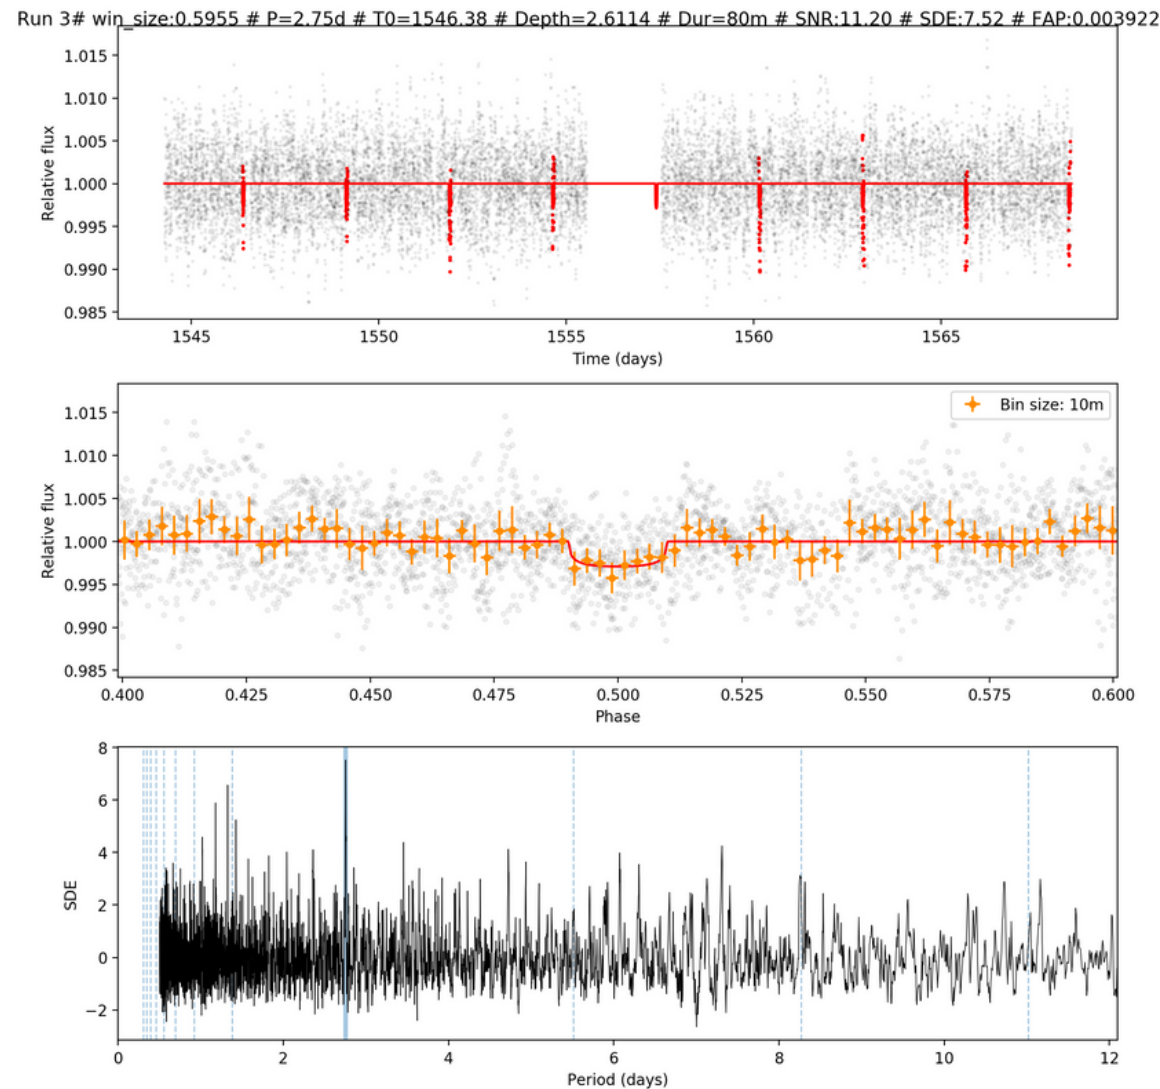 Run 3# win_size:0.5955 # P=2.75d # T0=1546.38 # Depth=2.6114 # Dur=80m # SNR:11.20 # SDE:7.52 # FAP:0.003922
1.015
1.010
1.005
1.000
0.995
0.990
0.985
Relative flux
1545 1550 1555 1560 1565
Time (days)
Bin size: 10m
1.015
1.010
1.005
1.000
0.995
0.990
0.985
Relative flux
0.400 0.425 0.450 0.475 0.500 0.525 0.550 0.575 0.600
Phase
8
6
4
2
0
−2
SDE
0 2 4 6 8 10 12
Period (days)